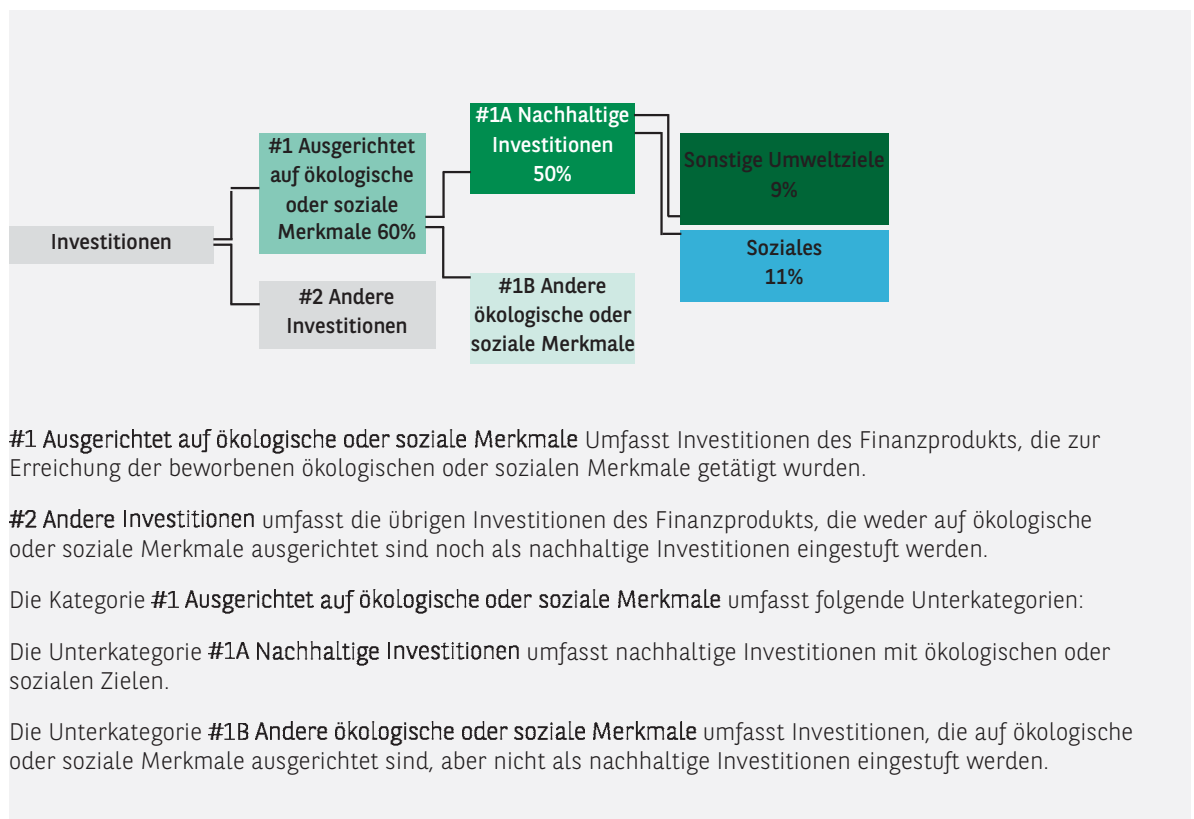 #1A Nachhaltige
Investitionen
50%
#1 Ausgerichtet
auf ökologische
oder soziale
Merkmale 60%
Sonstige Umweltziele
9%
Investitionen
Soziales
11%
#2 Andere
Investitionen
#1B Andere
ökologische oder
soziale Merkmale
#1 Ausgerichtet auf ökologische oder soziale Merkmale Umfasst Investitionen des Finanzprodukts, die zur
Erreichung der beworbenen ökologischen oder sozialen Merkmale getätigt wurden.
#2 Andere Investitionen umfasst die übrigen Investitionen des Finanzprodukts, die weder auf ökologische
oder soziale Merkmale ausgerichtet sind noch als nachhaltige Investitionen eingestuft werden.
Die Kategorie #1 Ausgerichtet auf ökologische oder soziale Merkmale umfasst folgende Unterkategorien:
Die Unterkategorie #1A Nachhaltige Investitionen umfasst nachhaltige Investitionen mit ökologischen oder
sozialen Zielen.
Die Unterkategorie #1B Andere ökologische oder soziale Merkmale umfasst Investitionen, die auf ökologische
oder soziale Merkmale ausgerichtet sind, aber nicht als nachhaltige Investitionen eingestuft werden.